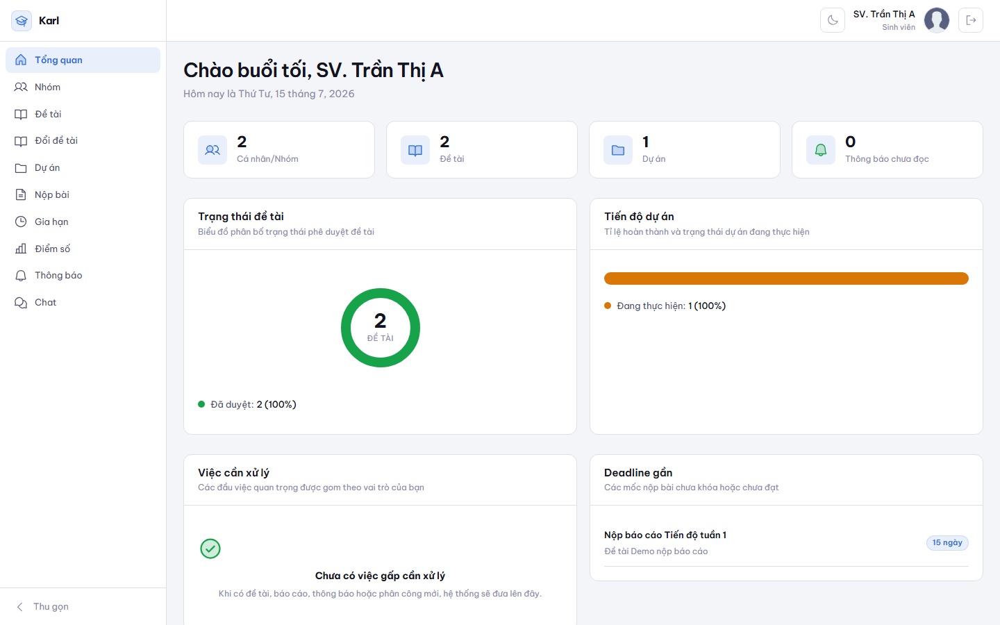 Karl
SV. Trần Thị A
Sinh viên
Tổng quan
Nhóm
Đề tài
Đổi đề tài
Dự án
Nộp bài
Gia hạn
Điểm số
Thông báo
Chat
Thu gọn
Chào buổi tối, SV. Trần Thị A
Hôm nay là Thứ Tư, 15 tháng 7, 2026
2
Cá nhân/Nhóm
2
Đề tài
1
Dự án
0
Thông báo chưa đọc
Trạng thái đề tài
Biểu đồ phân bố trạng thái phê duyệt đề tài
2
ĐỀ TÀI
Đã duyệt: 2 (100%)
Tiến độ dự án
Tỉ lệ hoàn thành và trạng thái dự án đang thực hiện
Đang thực hiện: 1 (100%)
Việc cần xử lý
Các đầu việc quan trọng được gom theo vai trò của bạn
Chưa có việc gấp cần xử lý
Khi có đề tài, báo cáo, thông báo hoặc phân công mới, hệ thống sẽ đưa lên đây.
Deadline gần
Các mốc nộp bài chưa khóa hoặc chưa đạt
Nộp báo cáo Tiến độ tuần 1
Đề tài Demo nộp báo cáo
15 ngày